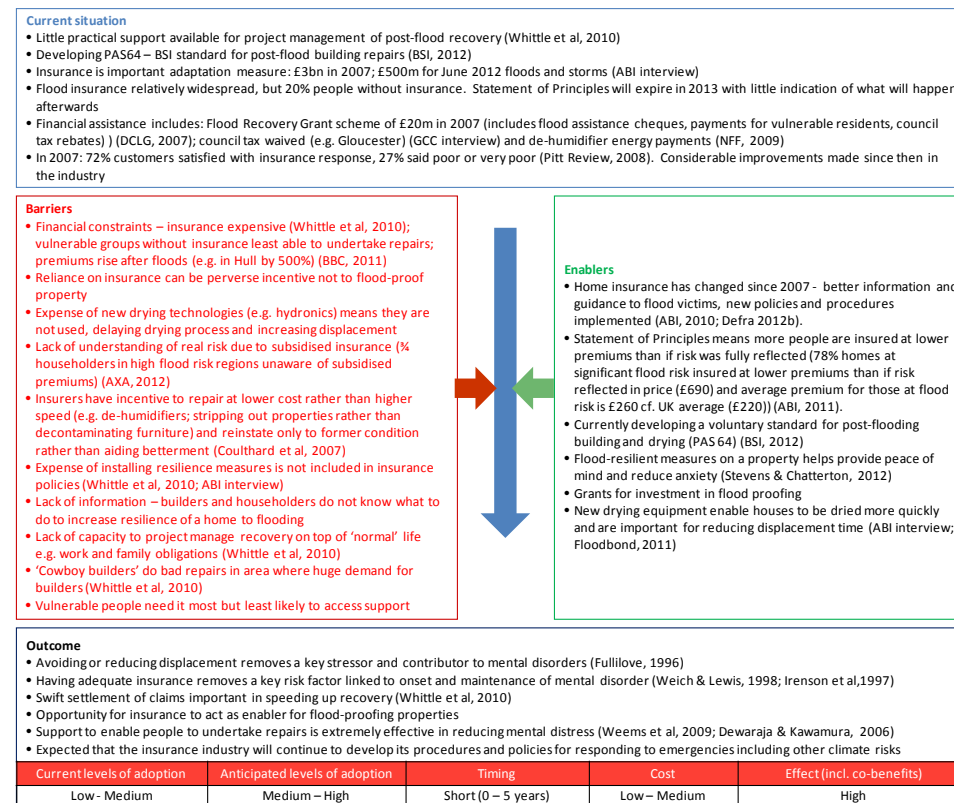 Current situation
• Little practical support available for project management of post-flood recovery (Whittle et al, 2010)
• Developing PAS64 – BSI standard for post-flood building repairs (BSI, 2012)
• Insurance is important adaptation measure: £3bn in 2007; £500m for June 2012 floods and storms (ABI interview)
• Flood insurance relatively widespread, but 20% people without insurance. Statement of Principles will expire in 2013 with little indication of what will happen
afterwards
• Financial assistance includes: Flood Recovery Grant scheme of £20m in 2007 (includes flood assistance cheques, payments for vulnerable residents, council
tax rebates) ) (DCLG, 2007); council tax waived (e.g. Gloucester) (GCC interview) and de-humidifier energy payments (NFF, 2009)
• In 2007: 72% customers satisfied with insurance response, 27% said poor or very poor (Pitt Review, 2008). Considerable improvements made since then in
the industry
Barriers
• Financial constraints – insurance expensive (Whittle et al, 2010);
vulnerable groups without insurance least able to undertake repairs;
premiums rise after floods (e.g. in Hull by 500%) (BBC, 2011)
• Reliance on insurance can be perverse incentive not to flood-proof
property
• Expense of new drying technologies (e.g. hydronics) means they are
not used, delaying drying process and increasing displacement
• Lack of understanding of real risk due to subsidised insurance (¾
householders in high flood risk regions unaware of subsidised
premiums) (AXA, 2012)
• Insurers have incentive to repair at lower cost rather than higher
speed (e.g. de-humidifiers; stripping out properties rather than
decontaminating furniture) and reinstate only to former condition
rather than aiding betterment (Coulthard et al, 2007)
• Expense of installing resilience measures is not included in insurance
policies (Whittle et al, 2010; ABI interview)
• Lack of information – builders and householders do not know what to
do to increase resilience of a home to flooding
• Lack of capacity to project manage recovery on top of ‘normal’ life
e.g. work and family obligations (Whittle et al, 2010)
• ‘Cowboy builders’ do bad repairs in area where huge demand for
builders (Whittle et al, 2010)
• Vulnerable people need it most but least likely to access support
Enablers
• Home insurance has changed since 2007 - better information and
guidance to flood victims, new policies and procedures
implemented (ABI, 2010; Defra 2012b).
• Statement of Principles means more people are insured at lower
premiums than if risk was fully reflected (78% homes at
significant flood risk insured at lower premiums than if risk
reflected in price (£690) and average premium for those at flood
risk is £260 cf. UK average (£220)) (ABI, 2011).
• Currently developing a voluntary standard for post-flooding
building and drying (PAS 64) (BSI, 2012)
• Flood-resilient measures on a property helps provide peace of
mind and reduce anxiety (Stevens & Chatterton, 2012)
• Grants for investment in flood proofing
• New drying equipment enable houses to be dried more quickly
and are important for reducing displacement time (ABI interview;
Floodbond, 2011)
Outcome
• Avoiding or reducing displacement removes a key stressor and contributor to mental disorders (Fullilove, 1996)
• Having adequate insurance removes a key risk factor linked to onset and maintenance of mental disorder (Weich & Lewis, 1998; Irenson et al,1997)
• Swift settlement of claims important in speeding up recovery (Whittle et al, 2010)
• Opportunity for insurance to act as enabler for flood-proofing properties
• Support to enable people to undertake repairs is extremely effective in reducing mental distress (Weems et al, 2009; Dewaraja & Kawamura, 2006)
• Expected that the insurance industry will continue to develop its procedures and policies for responding to emergencies including other climate risks
Current levels of adoption Anticipated levels of adoption Timing Cost Effect (incl. co-benefits)
Low - Medium Medium – High Short (0 – 5 years) Low – Medium High